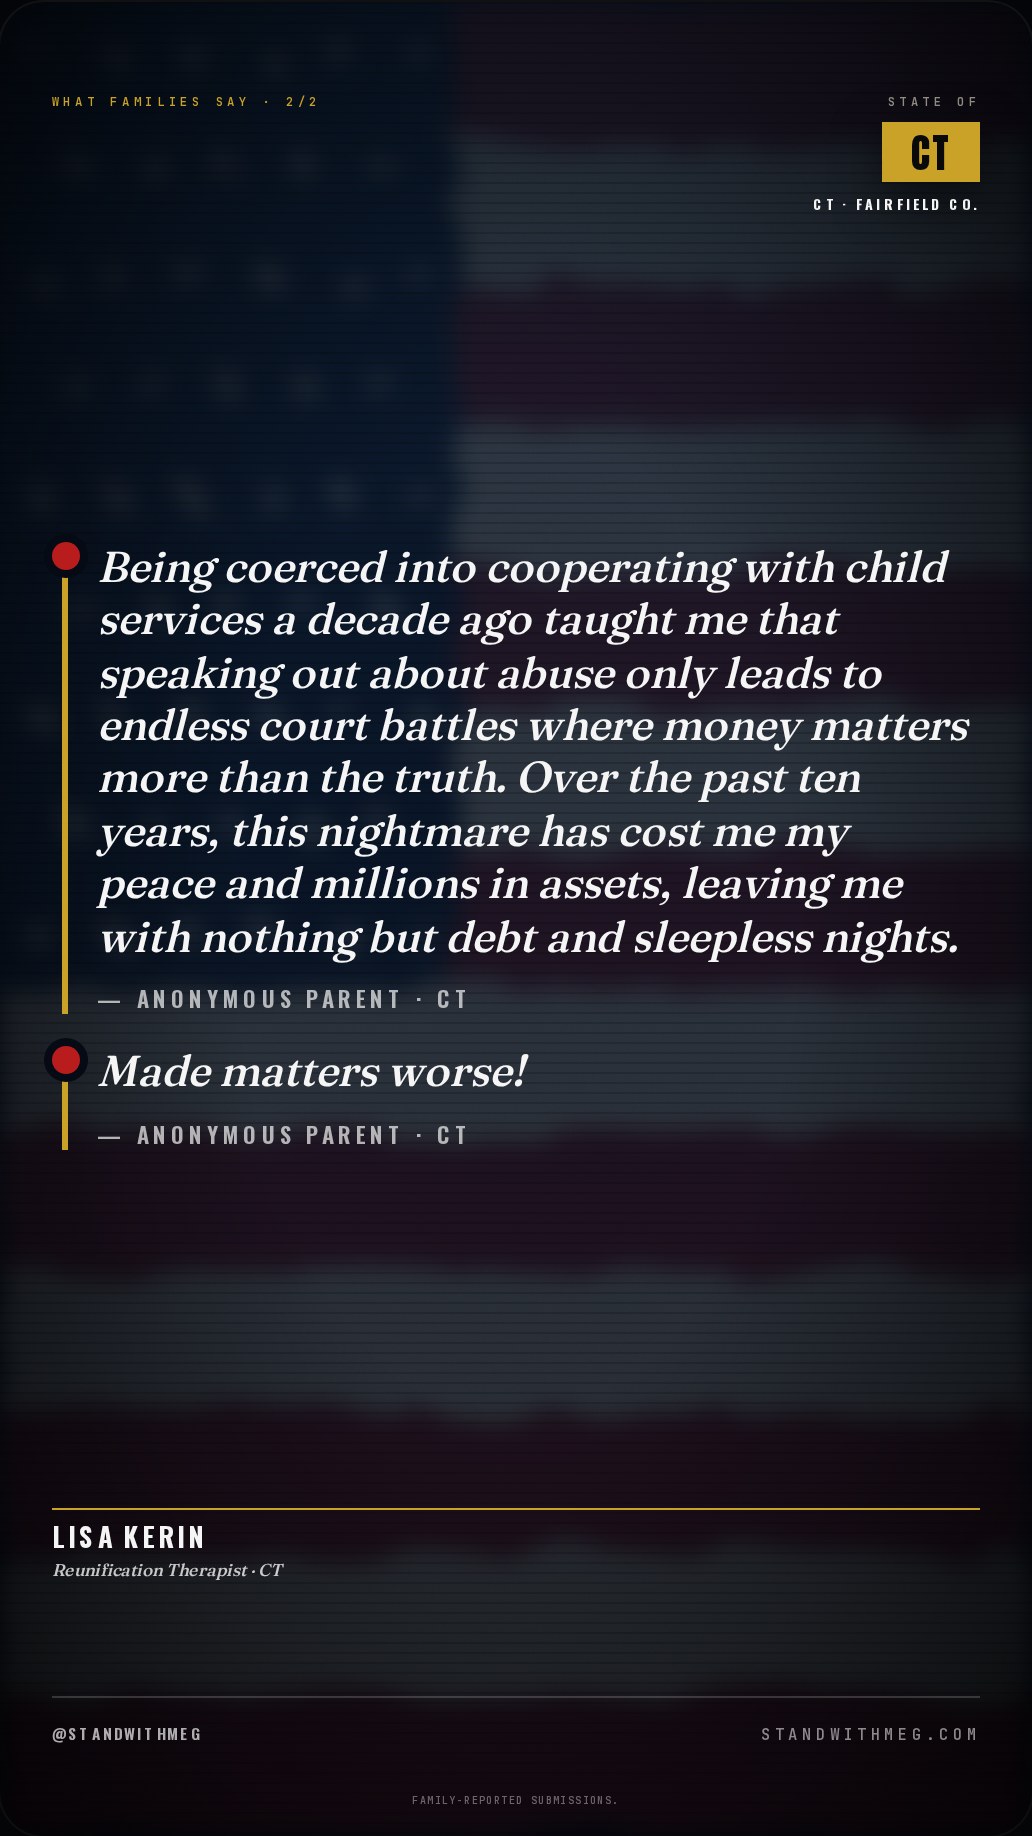 WHAT FAMILIES SAY · 2/2
STATE OF
CT
CT · FAIRFIELD CO.
Being coerced into cooperating with child
services a decade ago taught me that
speaking out about abuse only leads to
endless court battles where money matters
more than the truth. Over the past ten
years, this nightmare has cost me my
peace and millions in assets, leaving me
with nothing but debt and sleepless nights.
— ANONYMOUS PARENT · CT
Made matters worse!
— ANONYMOUS PARENT · CT
LISA KERIN
Reunification Therapist · CT
@STANDWITHMEG
STANDWITHMEG.COM
FAMILY-REPORTED SUBMISSIONS.